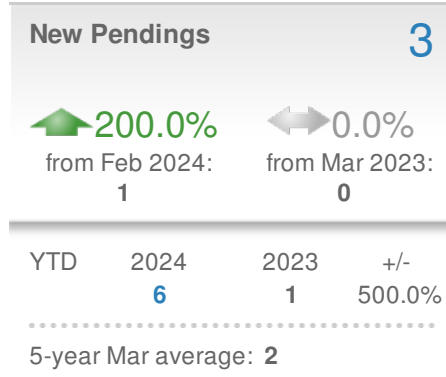 New Pendings 3
200.0% 0.0%
from Feb 2024: from Mar 2023:
1 0
YTD 2024 2023 +/-
6 1 500.0%
5-year Mar average: 2